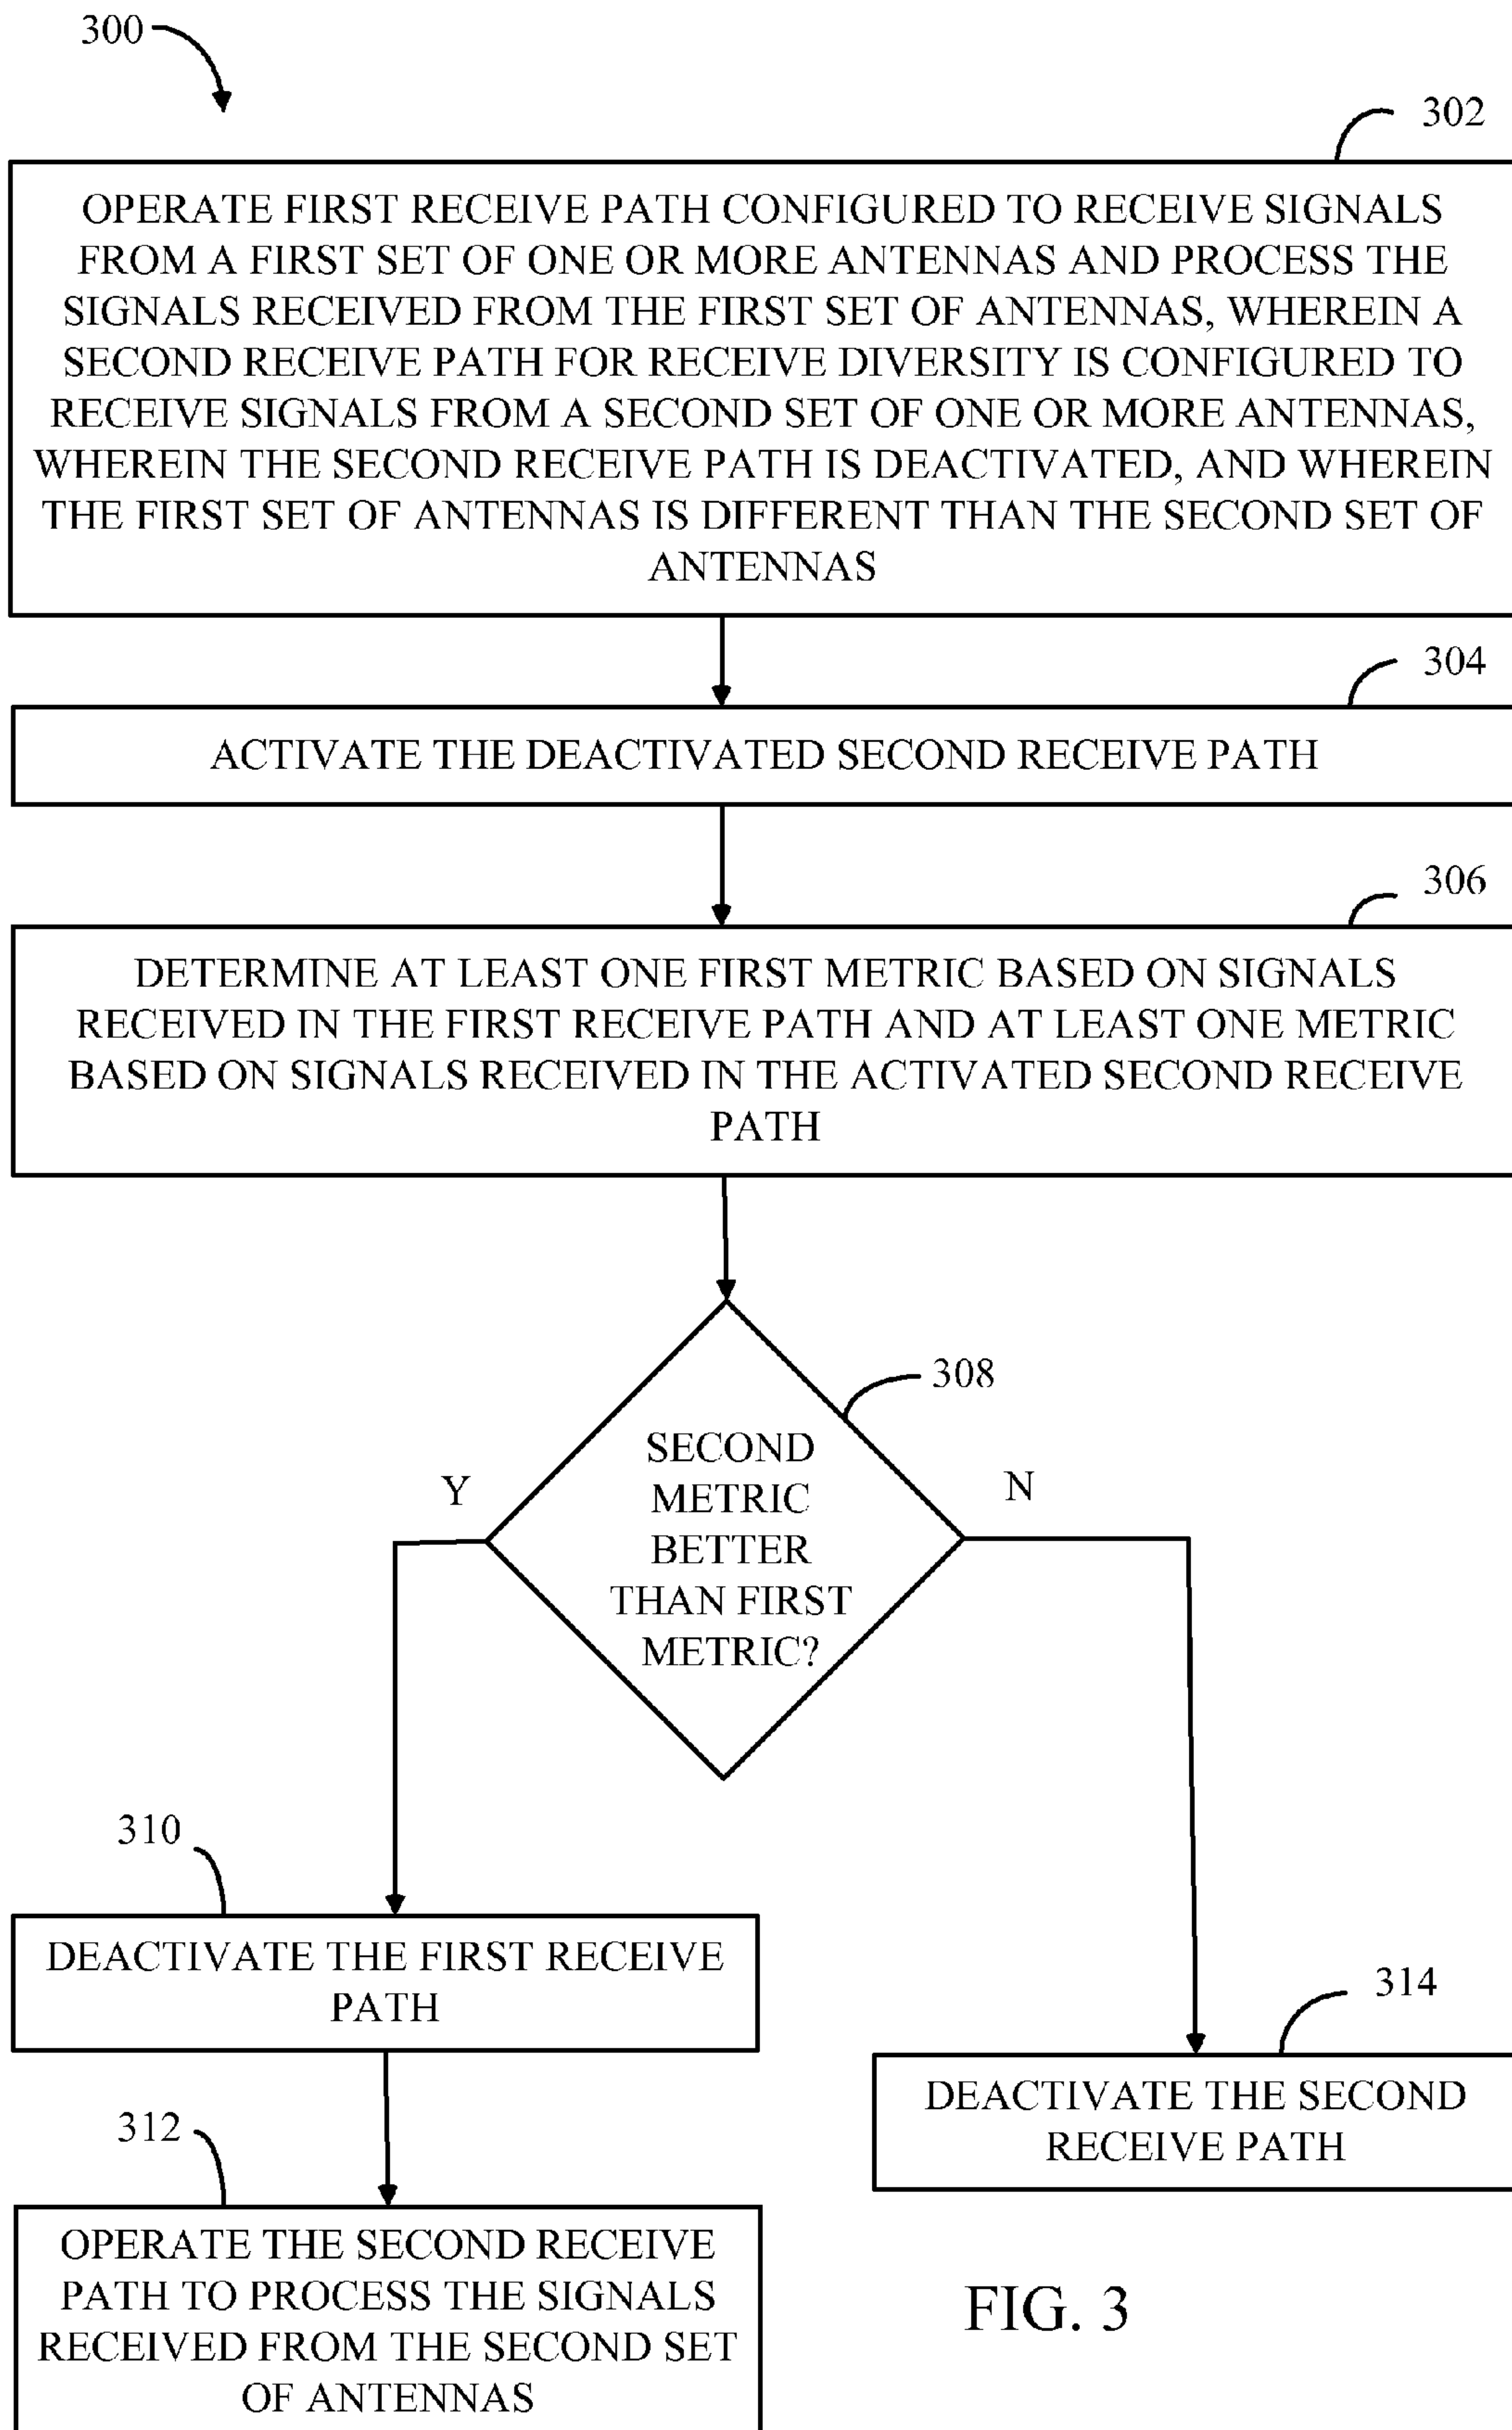 300
302
OPERATE FIRST RECEIVE PATH CONFIGURED TO RECEIVE SIGNALS
FROM A FIRST SET OF ONE OR MORE ANTENNAS AND PROCESS THE
SIGNALS RECEIVED FROM THE FIRST SET OF ANTENNAS, WHEREIN A
SECOND RECEIVE PATH FOR RECEIVE DIVERSITY IS CONFIGURED TO
RECEIVE SIGNALS FROM A SECOND SET OF ONE OR MORE ANTENNAS,
WHEREIN THE SECOND RECEIVE PATH IS DEACTIVATED, AND WHEREIN
THE FIRST SET OF ANTENNAS IS DIFFERENT THAN THE SECOND SET OF
ANTENNAS
304
ACTIVATE THE DEACTIVATED SECOND RECEIVE PATH
306
DETERMINE AT LEAST ONE FIRST METRIC BASED ON SIGNALS
RECEIVED IN THE FIRST RECEIVE PATH AND AT LEAST ONE METRIC
BASED ON SIGNALS RECEIVED IN THE ACTIVATED SECOND RECEIVE
PATH
308
SECOND
METRIC
BETTER
THAN FIRST
METRIC?
Y
N
310
DEACTIVATE THE FIRST RECEIVE
PATH
314
DEACTIVATE THE SECOND
RECEIVE PATH
312
OPERATE THE SECOND RECEIVE
PATH TO PROCESS THE SIGNALS
RECEIVED FROM THE SECOND SET
OF ANTENNAS
FIG. 3